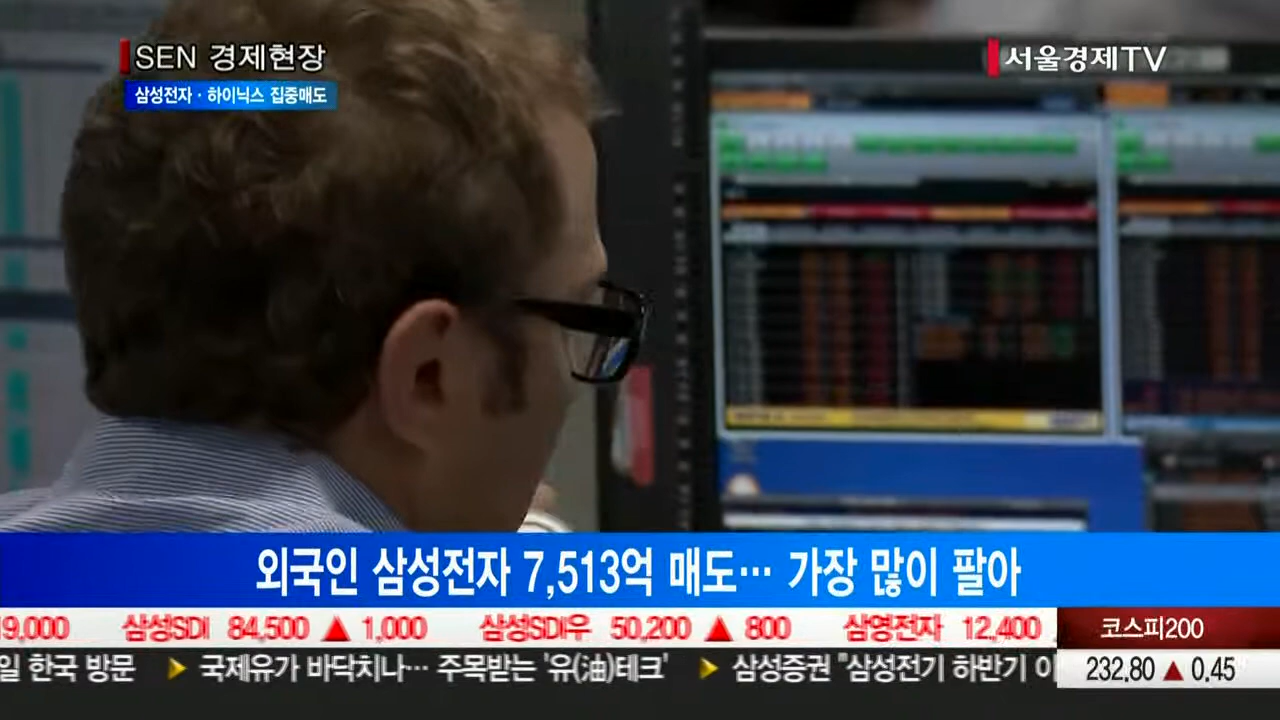 SEN 경제현장
서울경제TV
삼성전자 · 하이닉스 집중매도
외국인 삼성전자 7,513억 매도… 가장 많이 팔아
19,000 삼성SDI 84,500 ▲ 1,000 삼성SDI우 50,200 ▲ 800 삼영전자 12,400
코스피200
일 한국 방문 ▶ 국제유가 바닥치나… 주목받는 '유(油)테크' ▶ 삼성증권 "삼성전기 하반기 이
232.80 ▲ 0.45